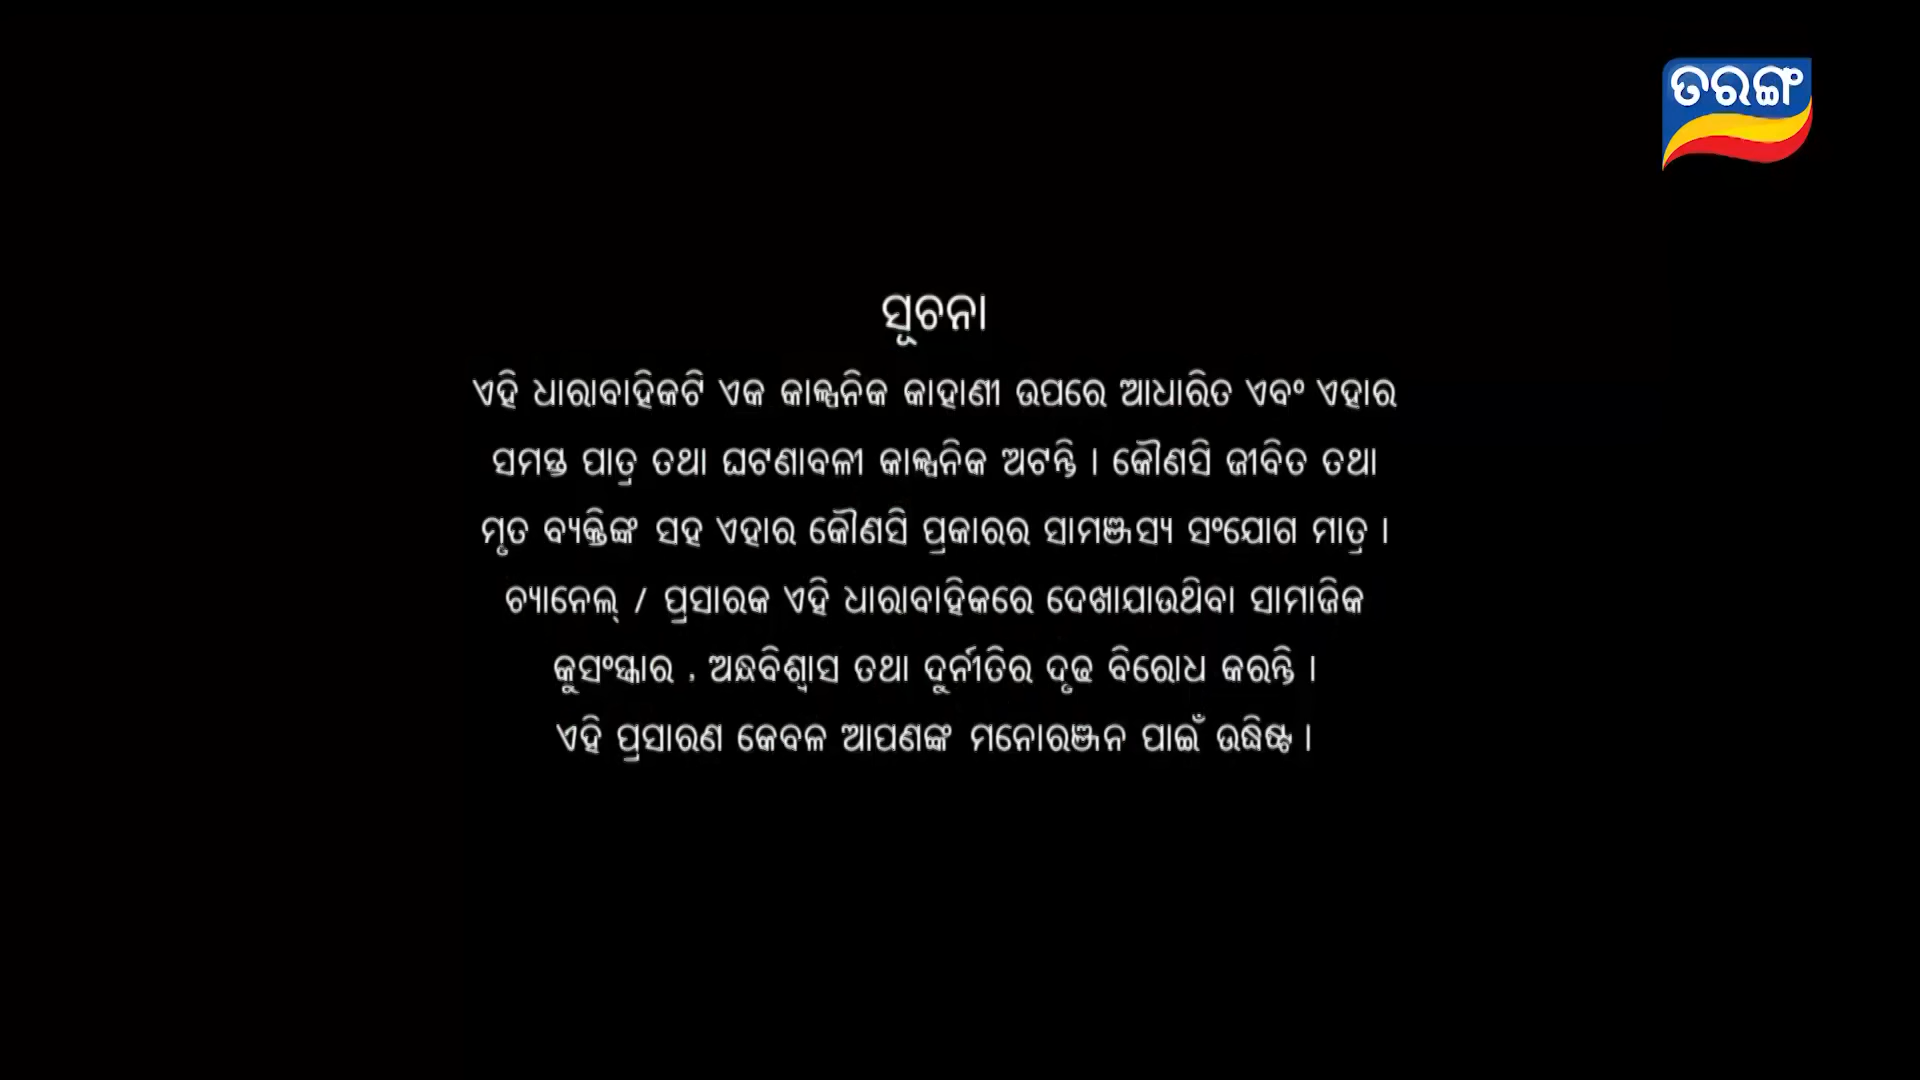 ତରଙ୍ଗ
ସୂଚନା
ଏହି ଧାରାବାହିକଟି ଏକ କାଳ୍ପନିକ କାହାଣୀ ଉପରେ ଆଧାରିତ ଏବଂ ଏହାର
ସମସ୍ତ ପାତ୍ର ତଥା ଘଟଣାବଳୀ କାଳ୍ପନିକ ଅଟନ୍ତି । କୌଣସି ଜୀବିତ ତଥା
ମୃତ ବ୍ୟକ୍ତିଙ୍କ ସହ ଏହାର କୌଣସି ପ୍ରକାରର ସାମଞ୍ଜସ୍ୟ ସଂଯୋଗ ମାତ୍ର ।
ଚ୍ୟାନେଲ୍ / ପ୍ରସାରକ ଏହି ଧାରାବାହିକରେ ଦେଖାଯାଉଥିବା ସାମାଜିକ
କୁସଂସ୍କାର , ଅନ୍ଧବିଶ୍ୱାସ ତଥା ଦୁର୍ନୀତିର ଦୃଢ ବିରୋଧ କରନ୍ତି ।
ଏହି ପ୍ରସାରଣ କେବଳ ଆପଣଙ୍କ ମନୋରଞ୍ଜନ ପାଇଁ ଉଦ୍ଧିଷ୍ଟ ।